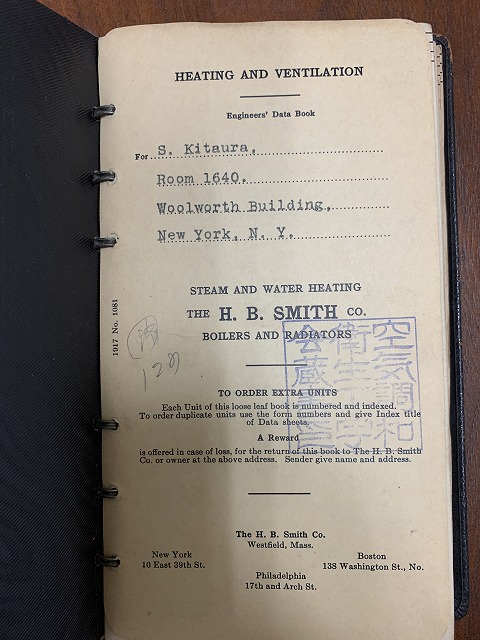 HEATING AND VENTILATION
Engineers' Data Book
For S. Kitaura,
Room 1640.
Woolworth Building,
New York, N. Y.
STEAM AND WATER HEATING
THE H. B. SMITH CO.
BOILERS AND RADIATORS
1917 No. 1081
空気調和
衛生工学
会蔵書
TO ORDER EXTRA UNITS
Each Unit of this loose leaf book is numbered and indexed.
To order duplicate units use the form numbers and give Index title
of Data sheets.
A Reward
is offered in case of loss, for the return of this book to The H. B. Smith
Co. or owner at the above address. Sender give name and address.
The H. B. Smith Co.
Westfield, Mass.
New York
10 East 39th St.
Boston
138 Washington St., No.
Philadelphia
17th and Arch St.